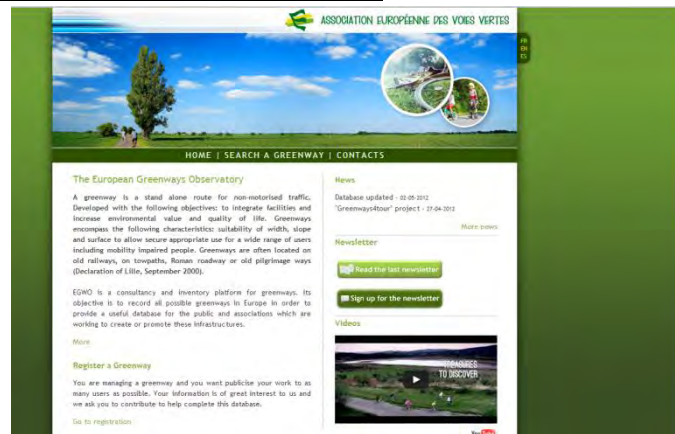 ASSOCIATION EUROPÉENNE DES VOIES VERTES
FR
EN
ES
HOME | SEARCH A GREENWAY | CONTACTS
The European Greenways Observatory
A greenway is a stand alone route for non-motorised traffic.
Developed with the following objectives: to integrate facilities and
increase environmental value and quality of life. Greenways
encompass the following characteristics: suitability of width, slope
and surface to allow secure appropriate use for a wide range of users
including mobility impaired people. Greenways are often located on
old railways, on towpaths, Roman roadway or old pilgrimage ways
(Declaration of Lille, September 2000).
EGWO is a consultancy and inventory platform for greenways. Its
objective is to record all possible greenways in Europe in order to
provide a useful database for the public and associations which are
working to create or promote these infrastructures.
More
Register a Greenway
You are managing a greenway and you want publicise your work to as
many users as possible. Your information is of great interest to us and
we ask you to contribute to help complete this database.
Go to registration
News
Database updated - 02-05-2012
"Greenways4tour" project - 27-04-2012
More news
Newsletter
Read the last newsletter
Sign up for the newsletter
Videos
TREASURES
TO DISCOVER